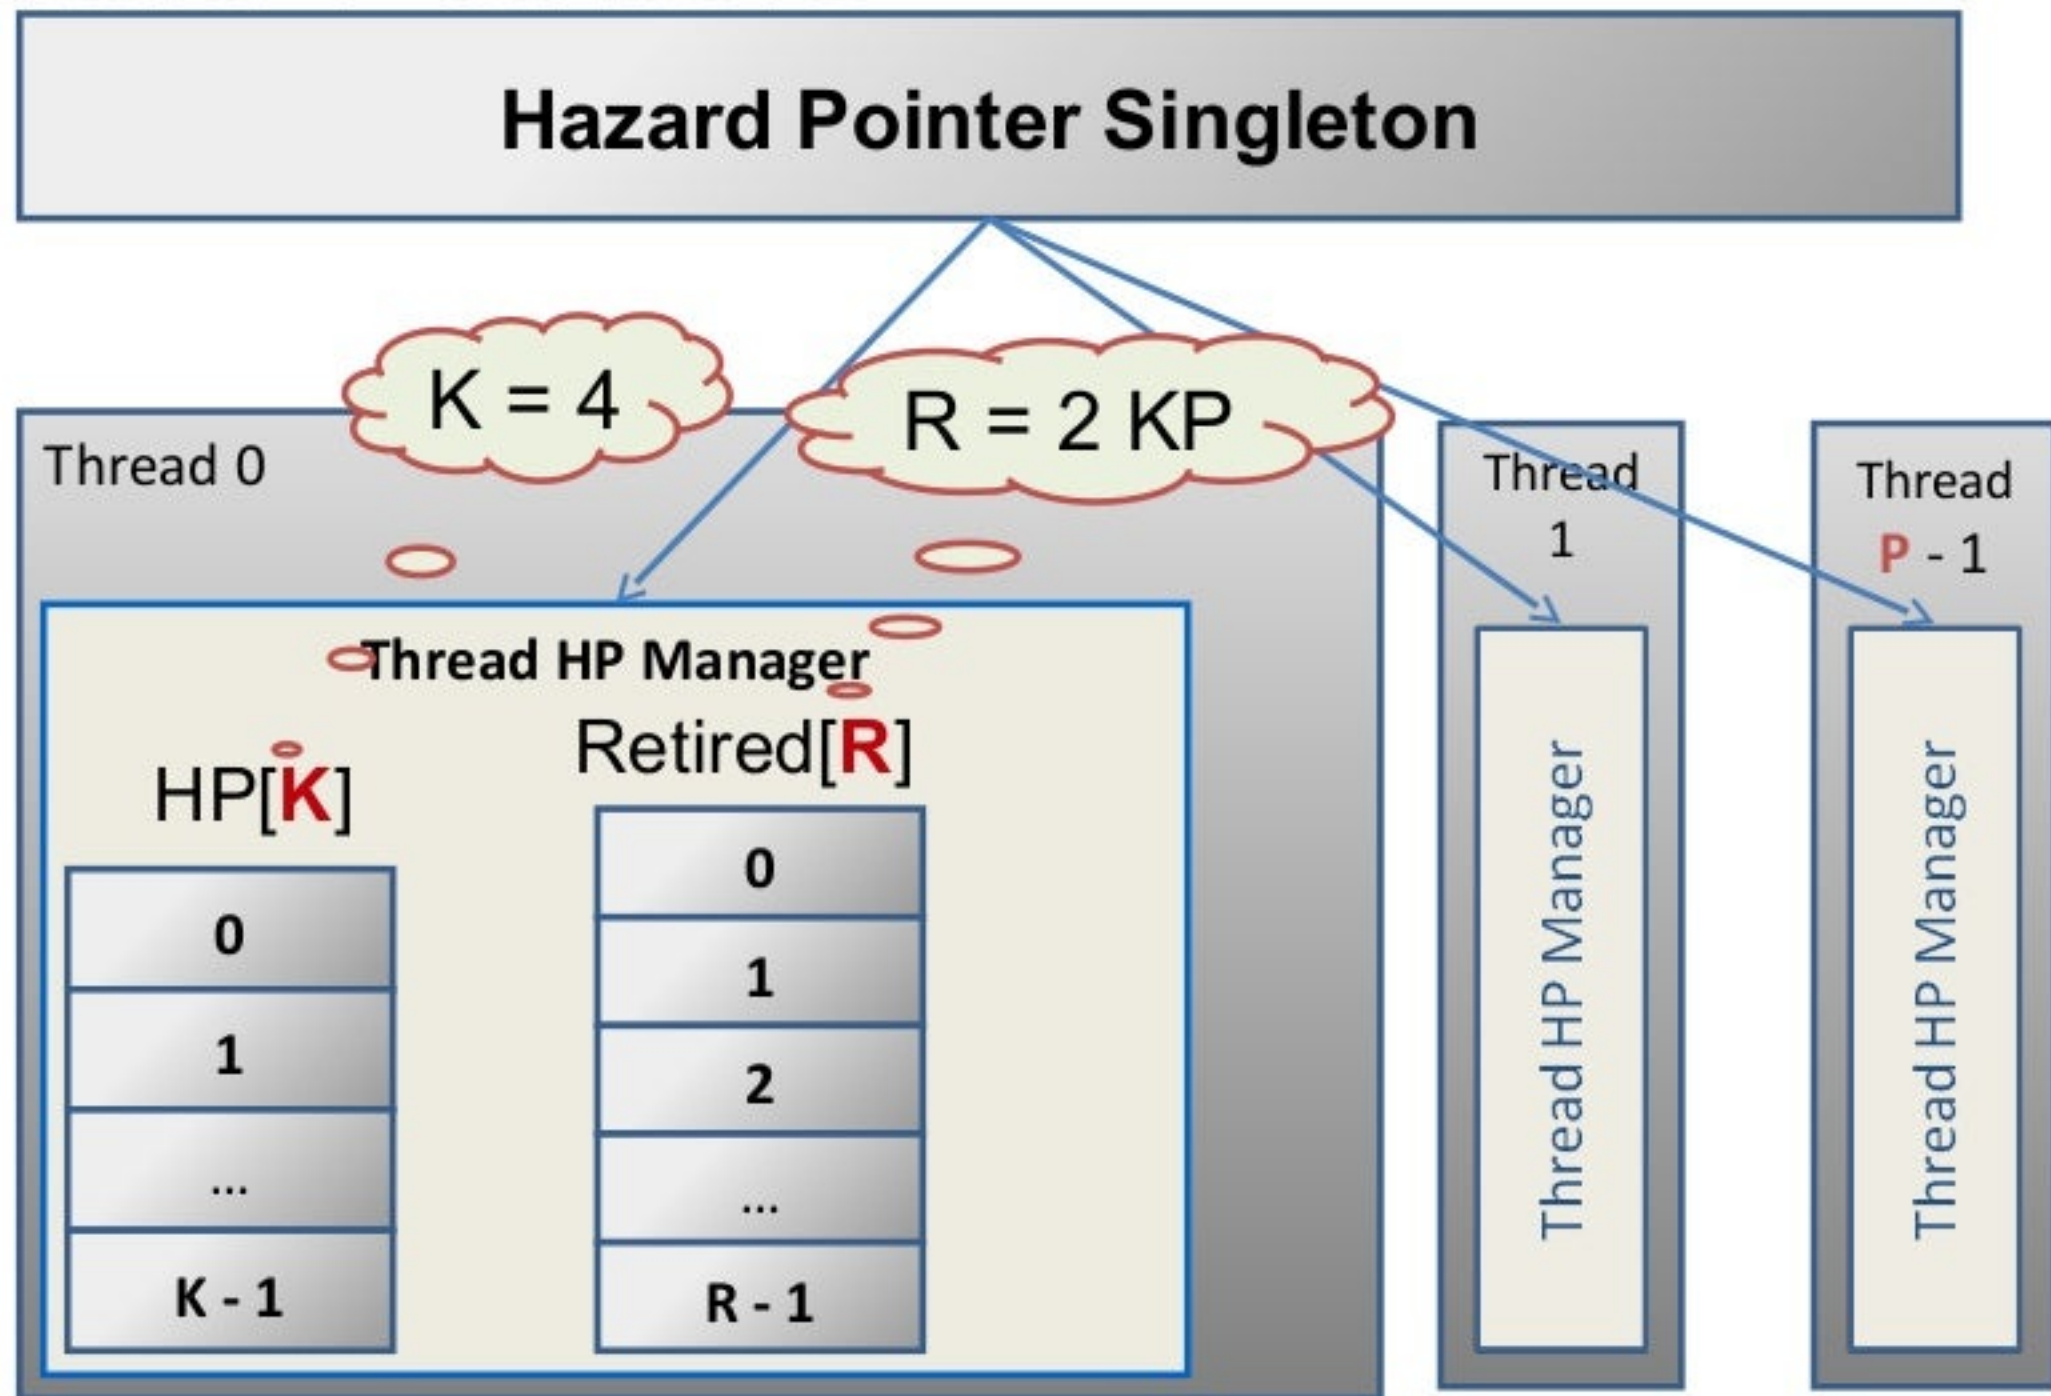 Hazard Pointer Singleton
K = 4
R = 2 KP
Thread 0
Thread
1
Thread
P - 1
Thread HP Manager
HP[K]
Retired[R]
0
1
...
K - 1
0
1
2
...
R - 1
Thread HP Manager
Thread HP Manager